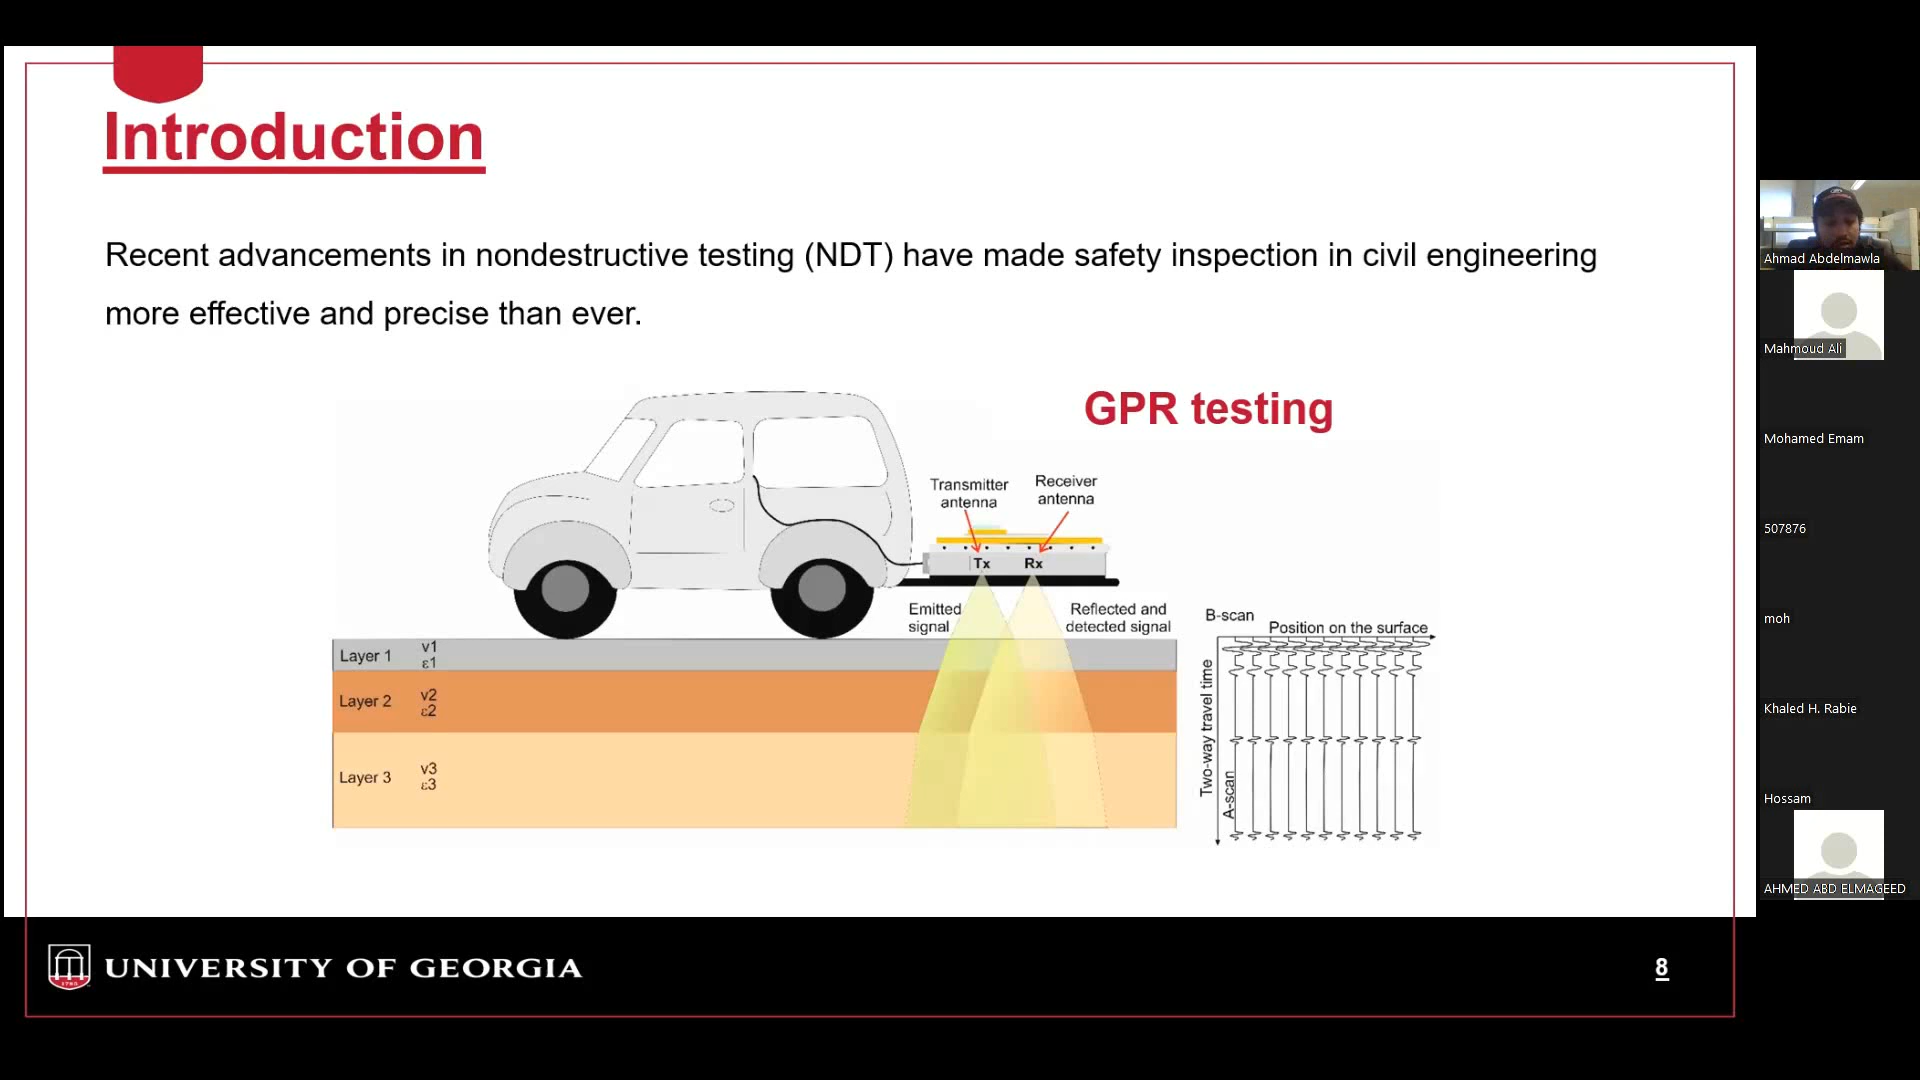 Introduction
Recent advancements in nondestructive testing (NDT) have made safety inspection in civil engineering
more effective and precise than ever.
GPR testing
Transmitter
antenna
Receiver
antenna
Tx
Rx
Emitted
signal
Reflected and
detected signal
Layer 1
v1
ε1
Layer 2
v2
ε2
Layer 3
v3
ε3
B-scan
Position on the surface
Two-way travel time
A-scan
UNIVERSITY OF GEORGIA
1785
8
Ahmad Abdelmawla
Mahmoud Ali
Mohamed Emam
507876
moh
Khaled H. Rabie
Hossam
AHMED ABD ELMAGEED